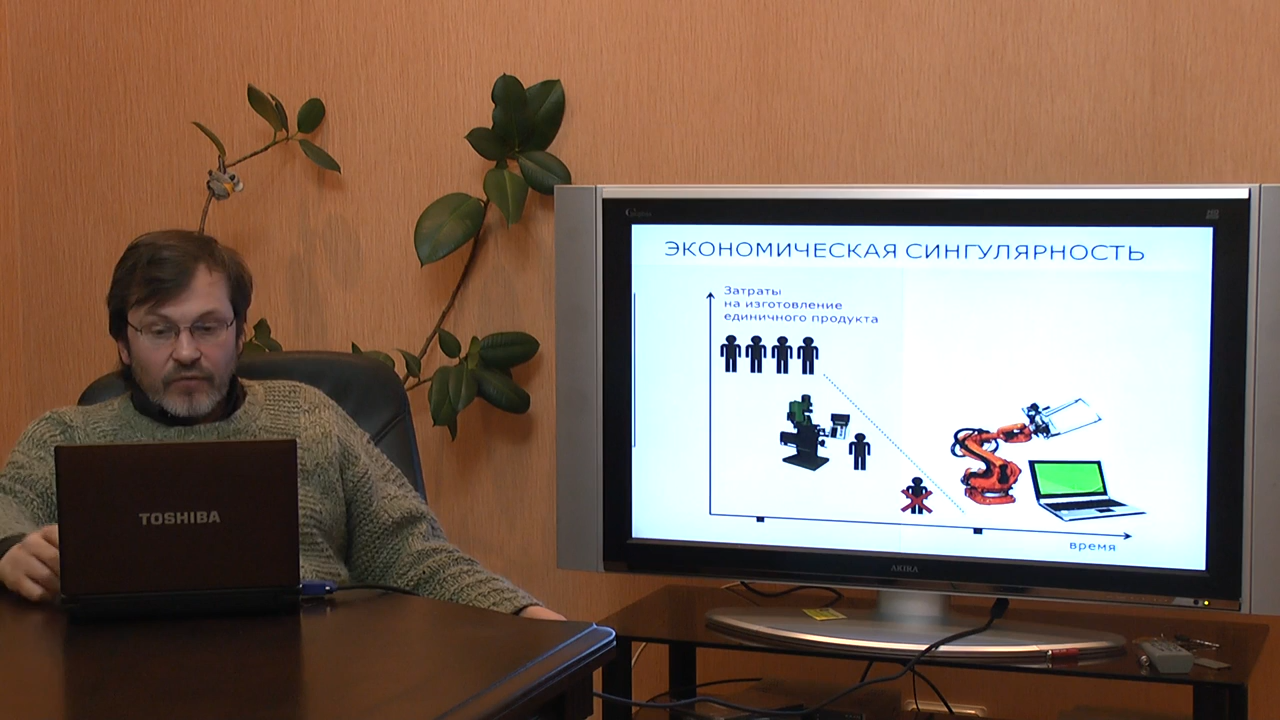 ЭКОНОМИЧЕСКАЯ СИНГУЛЯРНОСТЬ
Затраты
на изготовление
единичного продукта
время
TOSHIBA
AKIRA